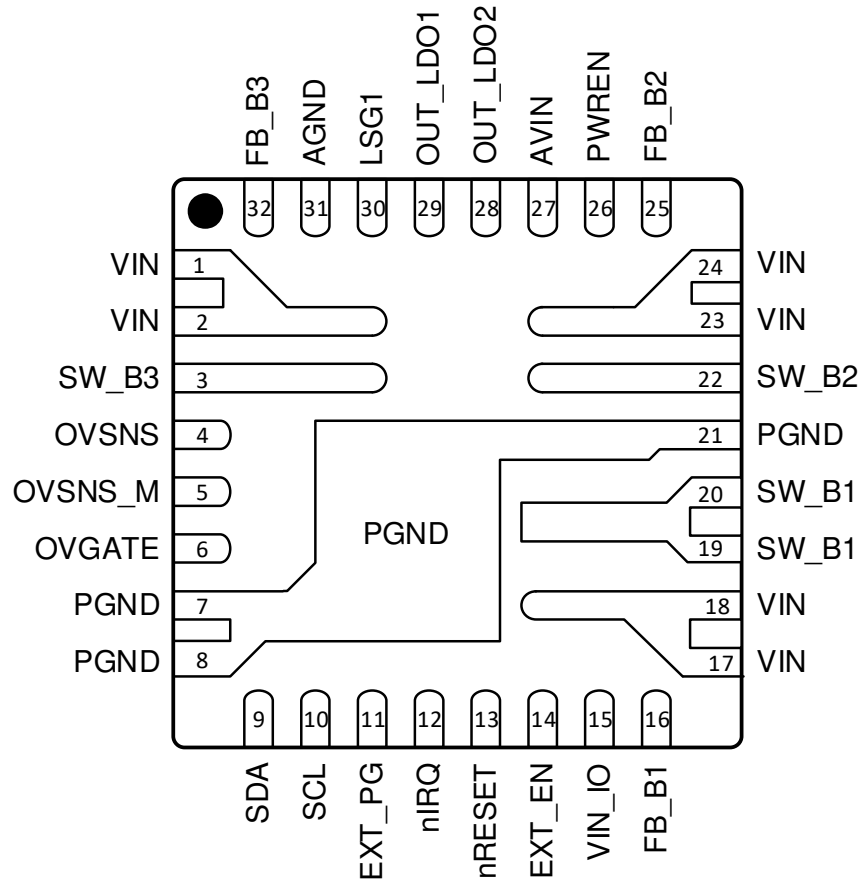 FB_B3
AGND
LSG1
OUT_LDO1
OUT_LDO2
AVIN
PWREN
FB_B2
32
31
30
29
28
27
26
25
VIN
1
24
VIN
VIN
2
23
VIN
SW_B3
3
22
SW_B2
OVSNS
4
21
PGND
OVSNS_M
5
20
SW_B1
PGND
OVGATE
6
19
SW_B1
PGND
7
18
VIN
PGND
8
17
VIN
9
10
11
12
13
14
15
16
SDA
SCL
EXT_PG
nIRQ
nRESET
EXT_EN
VIN_IO
FB_B1